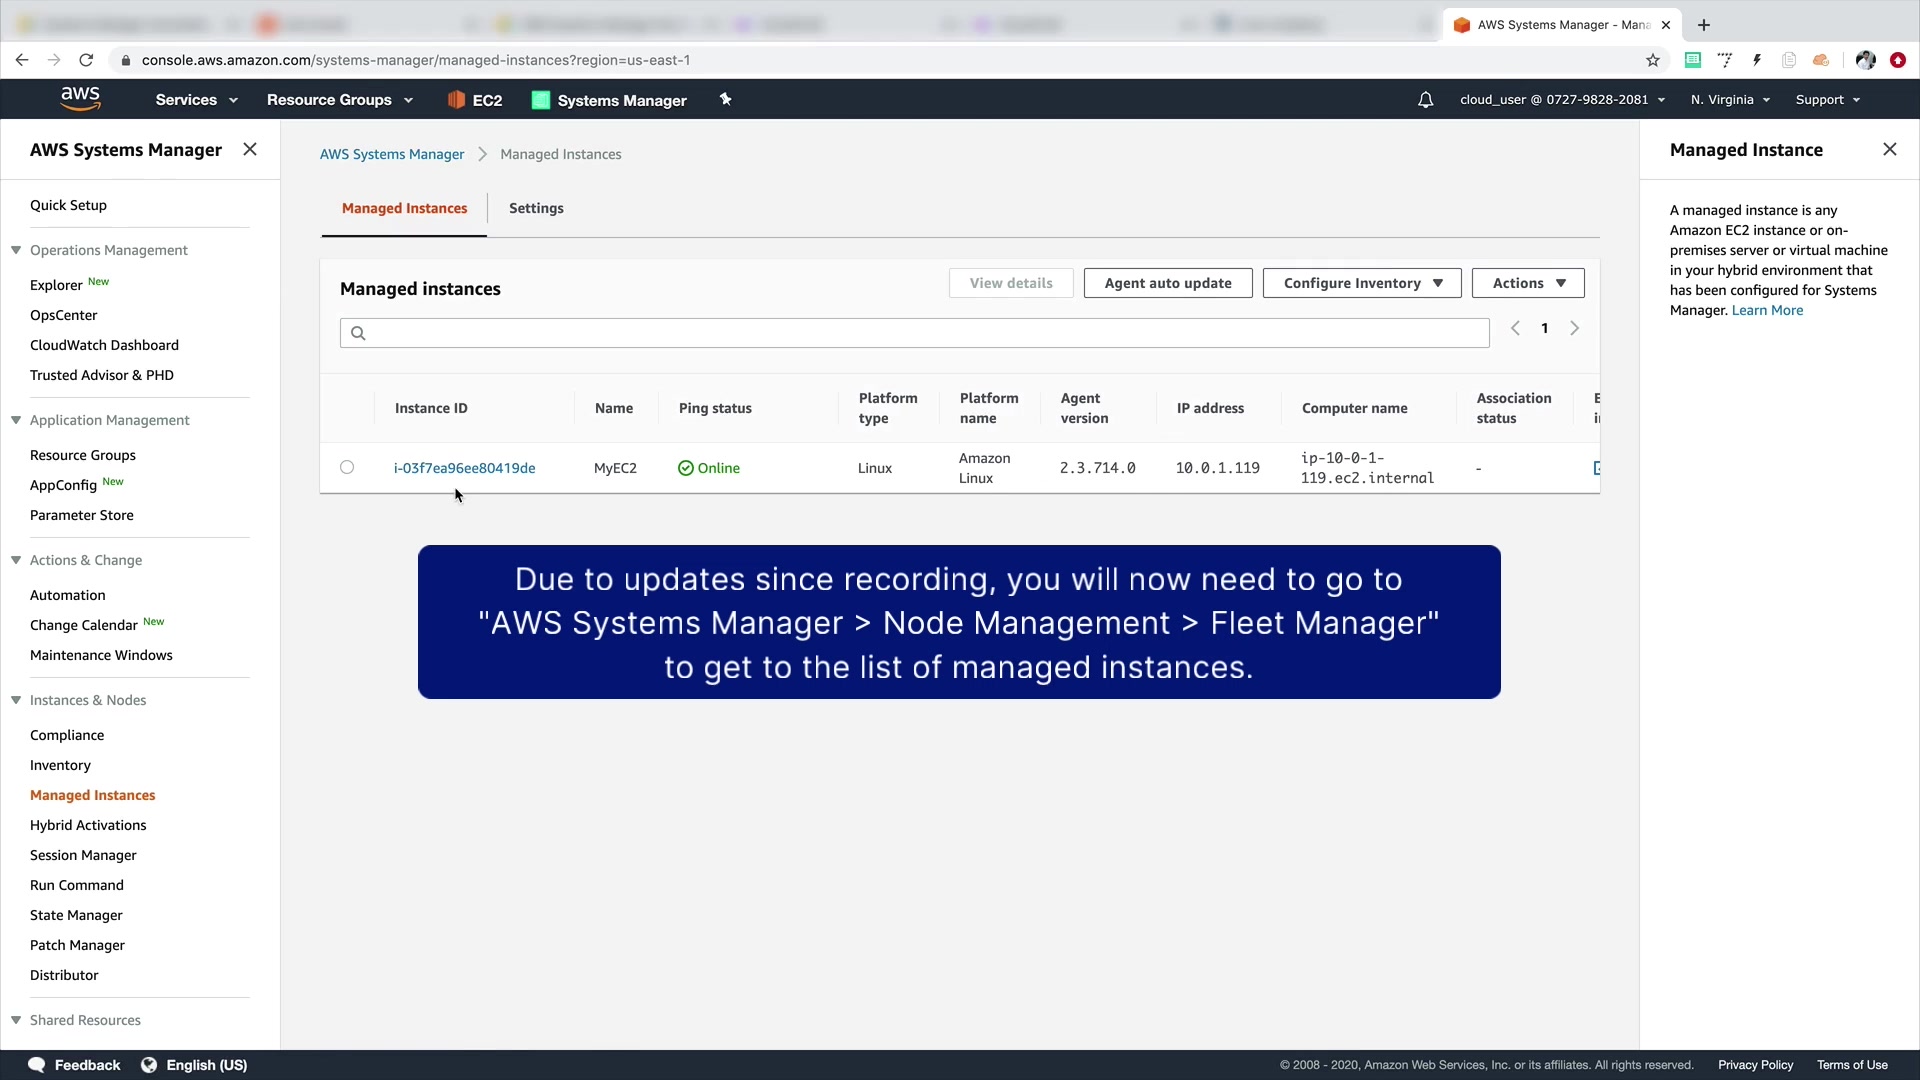 AWS Systems Manager - Mana
console.aws.amazon.com/systems-manager/managed-instances?region=us-east-1
aws
Services
Resource Groups
EC2
Systems Manager
cloud_user @ 0727-9828-2081
N. Virginia
Support
AWS Systems Manager
Quick Setup
Operations Management
Explorer New
OpsCenter
CloudWatch Dashboard
Trusted Advisor & PHD
Application Management
Resource Groups
AppConfig New
Parameter Store
Actions & Change
Automation
Change Calendar New
Maintenance Windows
Instances & Nodes
Compliance
Inventory
Managed Instances
Hybrid Activations
Session Manager
Run Command
State Manager
Patch Manager
Distributor
Shared Resources
AWS Systems Manager > Managed Instances
Managed Instances
Settings
Managed instances
View details
Agent auto update
Configure Inventory
Actions
1
Instance ID
Name
Ping status
Platform
type
Platform
name
Agent
version
IP address
Computer name
Association
status
i-03f7ea96ee80419de
MyEC2
Online
Linux
Amazon
Linux
2.3.714.0
10.0.1.119
ip-10-0-1-
119.ec2.internal
-
Due to updates since recording, you will now need to go to
"AWS Systems Manager > Node Management > Fleet Manager"
to get to the list of managed instances.
Managed Instance
A managed instance is any
Amazon EC2 instance or on-
premises server or virtual machine
in your hybrid environment that
has been configured for Systems
Manager. Learn More
Feedback
English (US)
© 2008 - 2020, Amazon Web Services, Inc. or its affiliates. All rights reserved.
Privacy Policy
Terms of Use